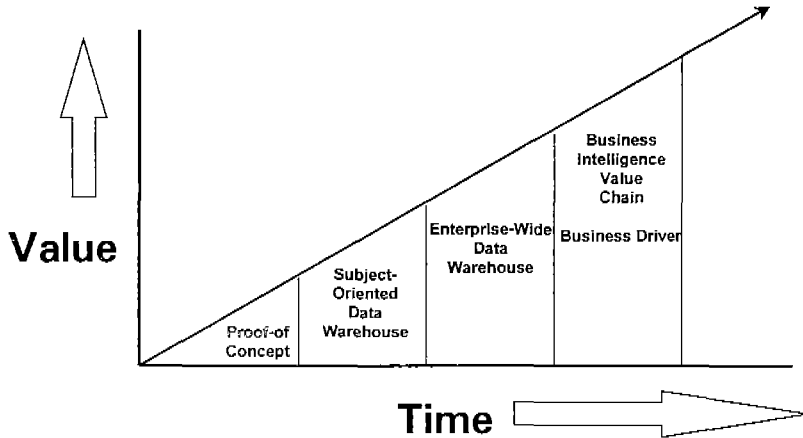 Business
Intelligence
Value
Chain
Business Driver
Enterprise-Wide
Data
Warehouse
Subject-
Oriented
Data
Warehouse
Proof-of
Concept
Value
Time